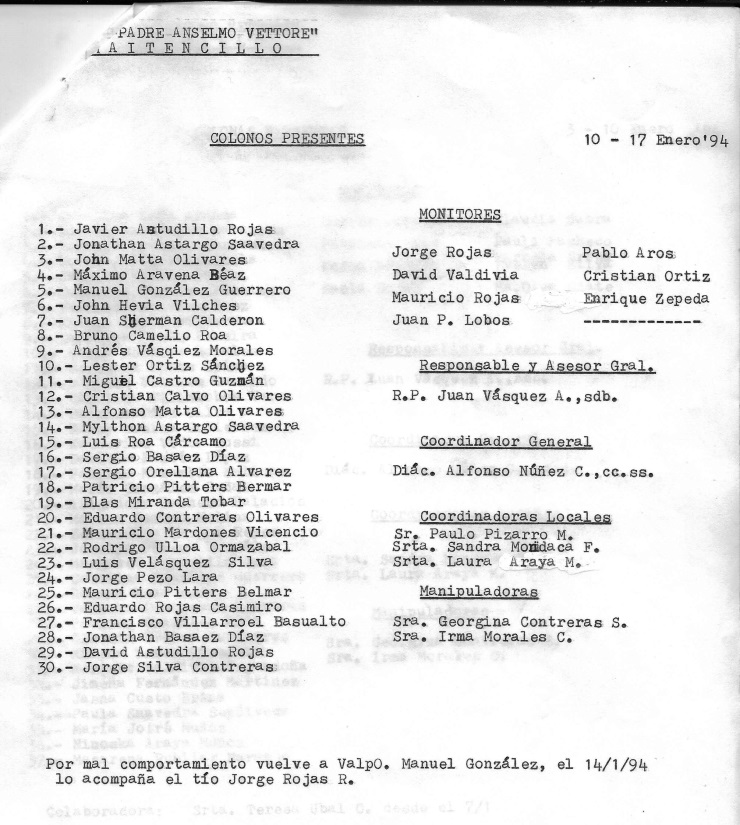 PADRE ANSELMO VETTORE"
AITENCILLO
COLONOS PRESENTES
10 - 17 Enero'94
1.- Javier Astudillo Rojas
2.- Jonathan Astargo Saavedra
3.- John Matta Olivares
4.- Máximo Aravena Báez
5.- Manuel González Guerrero
6.- John Hevia Vilches
7.- Juan Sherman Calderon
8.- Bruno Camelio Roa
9.- Andrés Vásqiez Morales
10.- Lester Ortiz Sánchez
11.- Miguel Castro Guzmán
12.- Cristian Calvo Olivares
13.- Alfonso Matta Olivares
14.- Mylthon Astargo Saavedra
15.- Luis Roa Cárcamo
16.- Sergio Basaez Díaz
17.- Sergio Orellana Alvarez
18.- Patricio Pitters Bermar
19.- Blas Miranda Tobar
20.- Eduardo Contreras Olivares
21.- Mauricio Mardones Vicencio
22.- Rodrigo Ulloa Ormazabal
23.- Luis Velásquez Silva
24.- Jorge Pezo Lara
25.- Mauricio Pitters Belmar
26.- Eduardo Rojas Casimiro
27.- Francisco Villarroel Basualto
28.- Jonathan Basaez Díaz
29.- David Astudillo Rojas
30.- Jorge Silva Contreras
MONITORES
Jorge Rojas Pablo Aros
David Valdivia Cristian Ortiz
Mauricio Rojas Enrique Zepeda
Juan P. Lobos -------------
Responsable y Asesor Gral.
R.P. Juan Vásquez A.,sdb.
Coordinador General
Diác. Alfonso Núñez C.,cc.ss.
Coordinadoras Locales
Sr. Paulo Pizarro M.
Srta. Sandra Mondaca F.
Srta. Laura Araya M.
Manipuladoras
Sra. Georgina Contreras S.
Sra. Irma Morales C.
Por mal comportamiento vuelve a ValpO. Manuel González, el 14/1/94
lo acompaña el tío Jorge Rojas R.